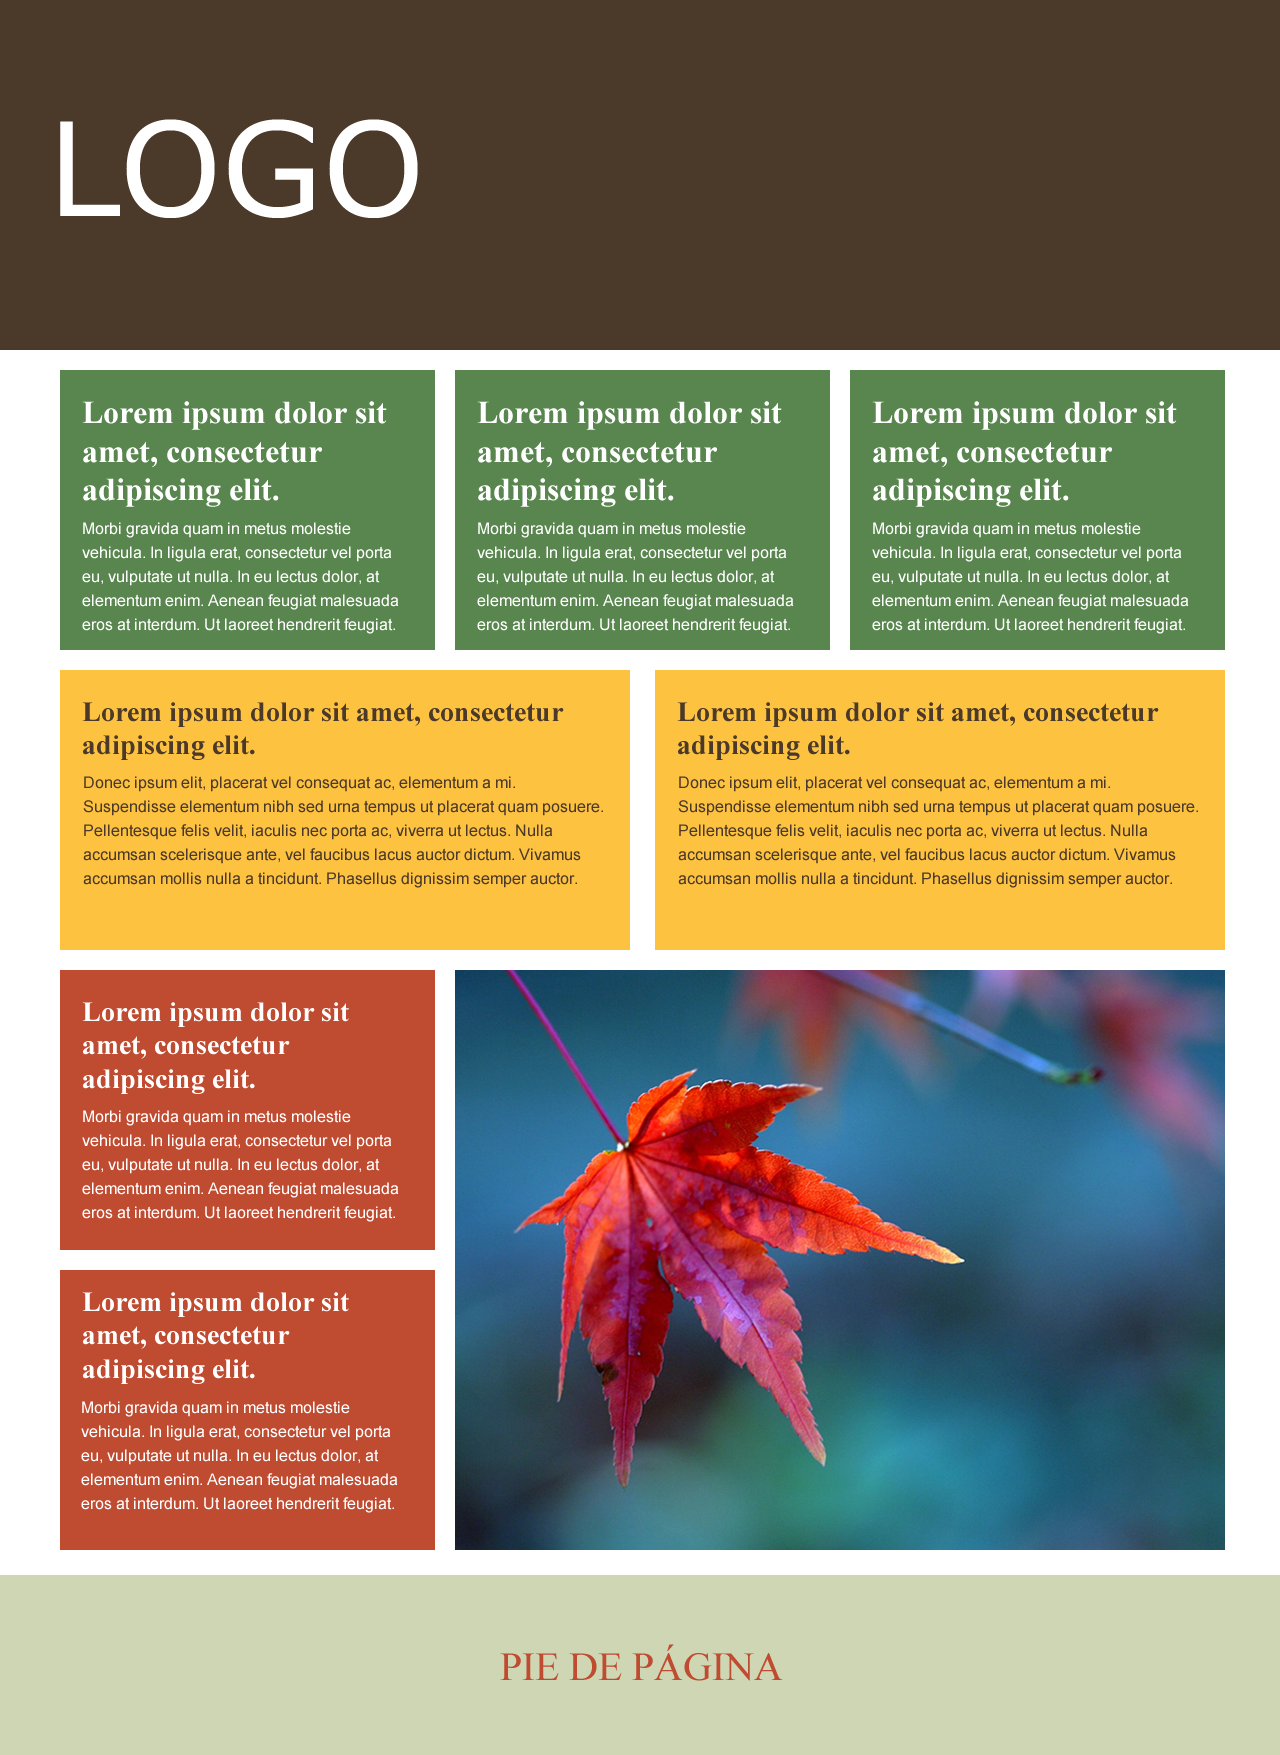 LOGO
Lorem ipsum dolor sit
amet, consectetur
adipiscing elit.
Morbi gravida quam in metus molestie
vehicula. In ligula erat, consectetur vel porta
eu, vulputate ut nulla. In eu lectus dolor, at
elementum enim. Aenean feugiat malesuada
eros at interdum. Ut laoreet hendrerit feugiat.
Lorem ipsum dolor sit
amet, consectetur
adipiscing elit.
Morbi gravida quam in metus molestie
vehicula. In ligula erat, consectetur vel porta
eu, vulputate ut nulla. In eu lectus dolor, at
elementum enim. Aenean feugiat malesuada
eros at interdum. Ut laoreet hendrerit feugiat.
Lorem ipsum dolor sit
amet, consectetur
adipiscing elit.
Morbi gravida quam in metus molestie
vehicula. In ligula erat, consectetur vel porta
eu, vulputate ut nulla. In eu lectus dolor, at
elementum enim. Aenean feugiat malesuada
eros at interdum. Ut laoreet hendrerit feugiat.
Lorem ipsum dolor sit amet, consectetur
adipiscing elit.
Donec ipsum elit, placerat vel consequat ac, elementum a mi.
Suspendisse elementum nibh sed urna tempus ut placerat quam posuere.
Pellentesque felis velit, iaculis nec porta ac, viverra ut lectus. Nulla
accumsan scelerisque ante, vel faucibus lacus auctor dictum. Vivamus
accumsan mollis nulla a tincidunt. Phasellus dignissim semper auctor.
Lorem ipsum dolor sit amet, consectetur
adipiscing elit.
Donec ipsum elit, placerat vel consequat ac, elementum a mi.
Suspendisse elementum nibh sed urna tempus ut placerat quam posuere.
Pellentesque felis velit, iaculis nec porta ac, viverra ut lectus. Nulla
accumsan scelerisque ante, vel faucibus lacus auctor dictum. Vivamus
accumsan mollis nulla a tincidunt. Phasellus dignissim semper auctor.
Lorem ipsum dolor sit
amet, consectetur
adipiscing elit.
Morbi gravida quam in metus molestie
vehicula. In ligula erat, consectetur vel porta
eu, vulputate ut nulla. In eu lectus dolor, at
elementum enim. Aenean feugiat malesuada
eros at interdum. Ut laoreet hendrerit feugiat.
Lorem ipsum dolor sit
amet, consectetur
adipiscing elit.
Morbi gravida quam in metus molestie
vehicula. In ligula erat, consectetur vel porta
eu, vulputate ut nulla. In eu lectus dolor, at
elementum enim. Aenean feugiat malesuada
eros at interdum. Ut laoreet hendrerit feugiat.
PIE DE PÁGINA